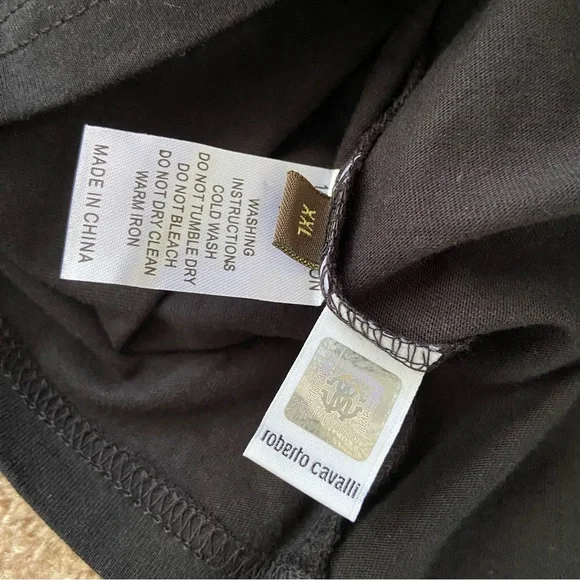 WASHING
INSTRUCTIONS
COLD WASH
DO NOT TUMBLE DRY
DO NOT BLEACH
DO NOT DRY CLEAN
WARM IRON
MADE IN CHINA
XXL
roberto cavalli